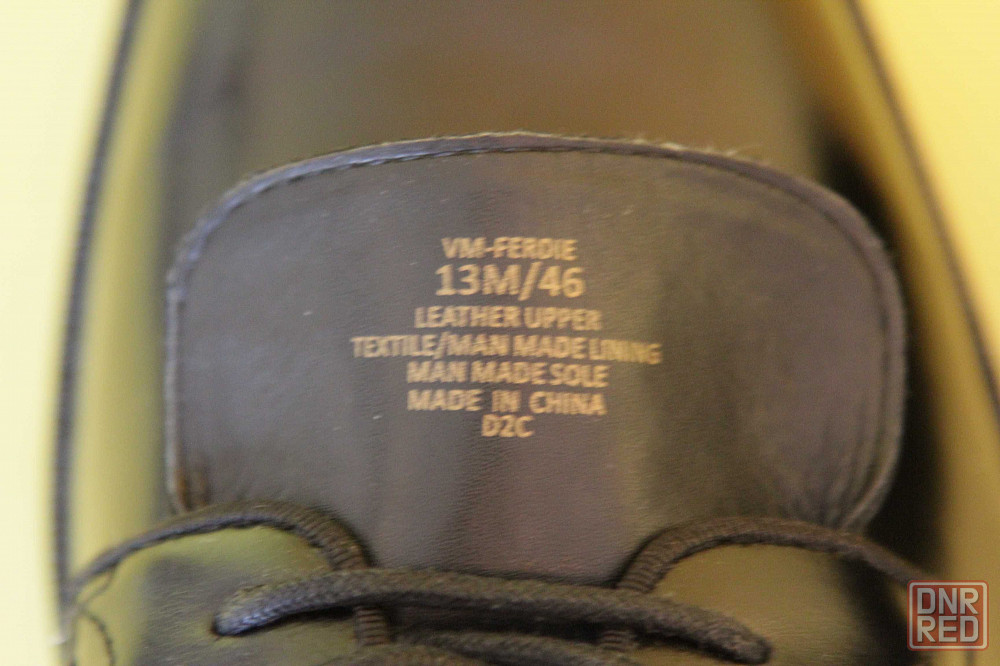 VM-FERDIE
13M/46
LEATHER UPPER
TEXTILE/MAN MADE LINING
MAN MADE SOLE
MADE IN CHINA
D2C
DNR
RED